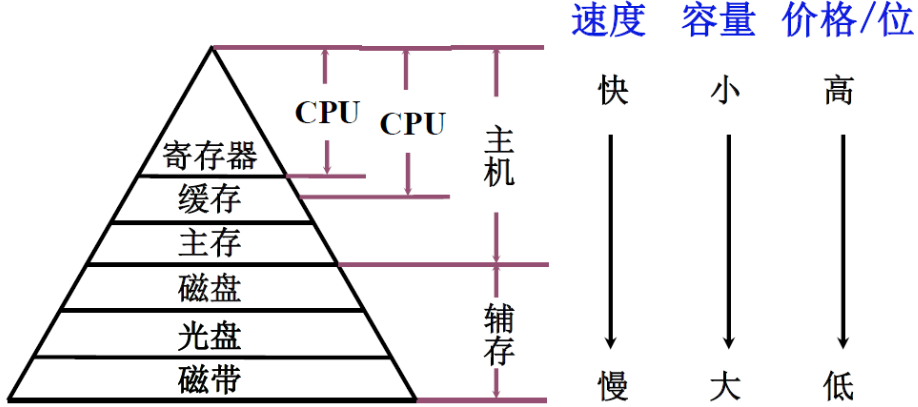 速度 容量 价格/位
快 小 高
CPU
CPU
主机
寄存器
缓存
主存
磁盘
光盘
磁带
辅存
慢 大 低